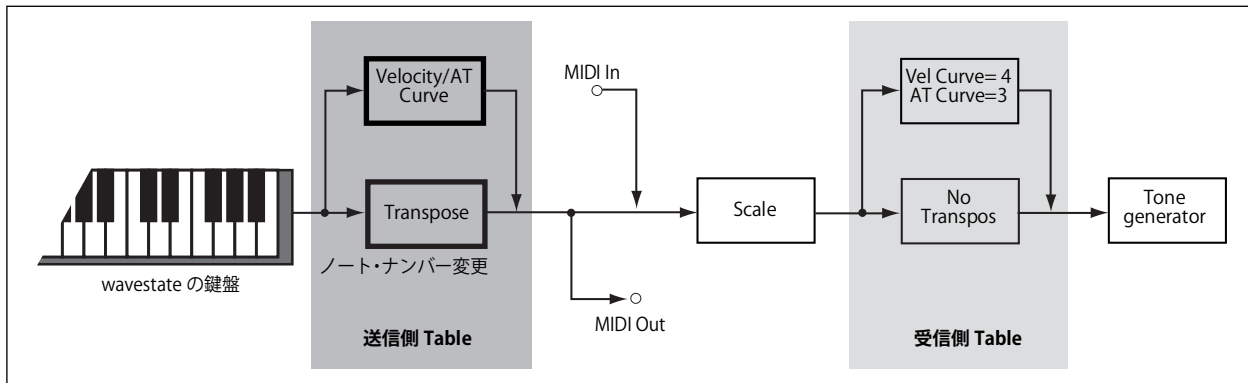 wavestate の鍵盤
Velocity/AT
Curve
Transpose
ノート・ナンバー変更
送信側 Table
MIDI In
MIDI Out
Scale
Vel Curve= 4
AT Curve=3
No
Transpos
受信側 Table
Tone
generator